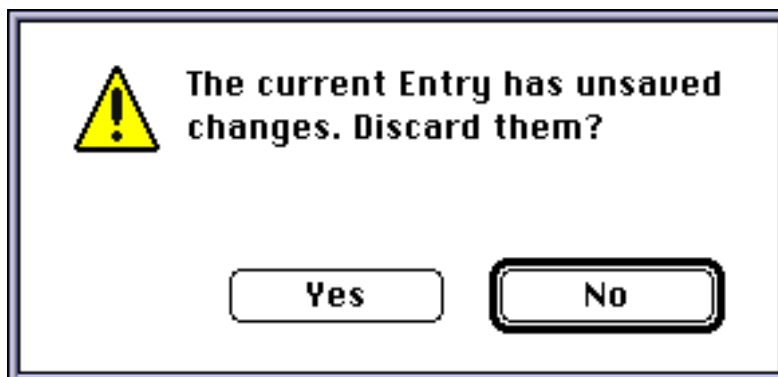 The current Entry has unsaved
changes. Discard them?
Yes No